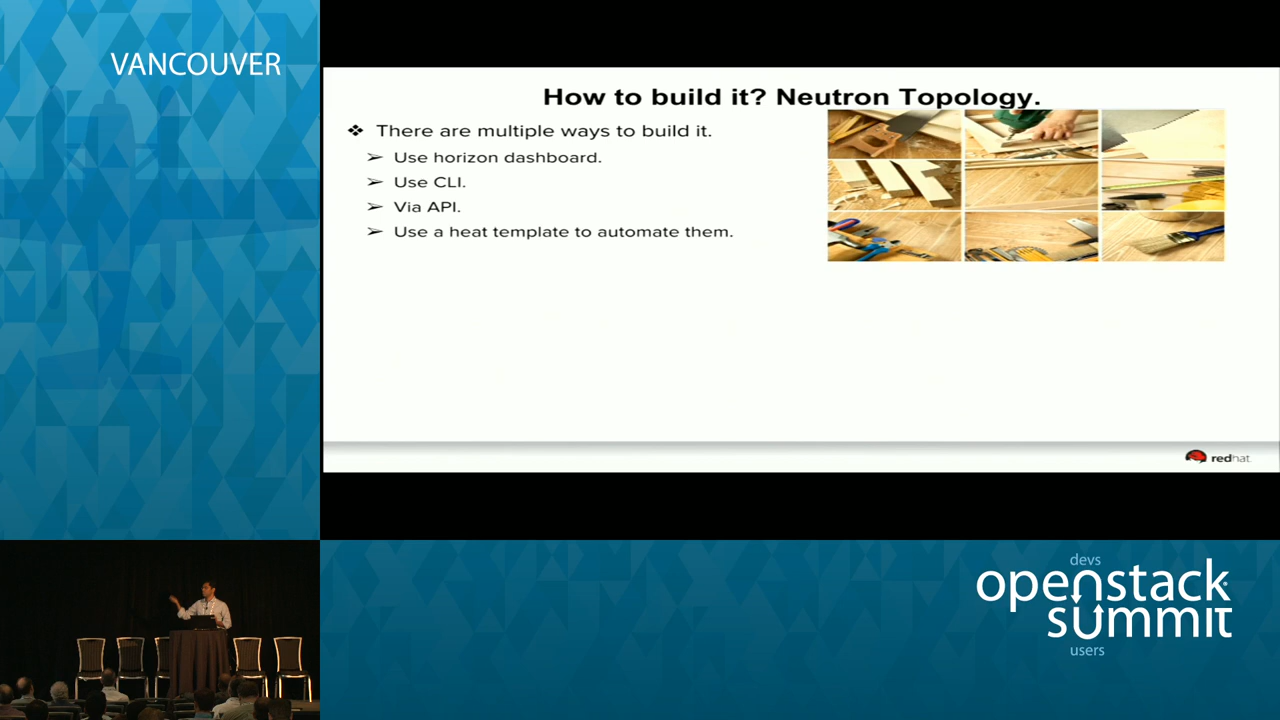 VANCOUVER
How to build it? Neutron Topology.
❖ There are multiple ways to build it.
➢ Use horizon dashboard.
➢ Use CLI.
➢ Via API.
➢ Use a heat template to automate them.
redhat.
devs
openstack
summit
users